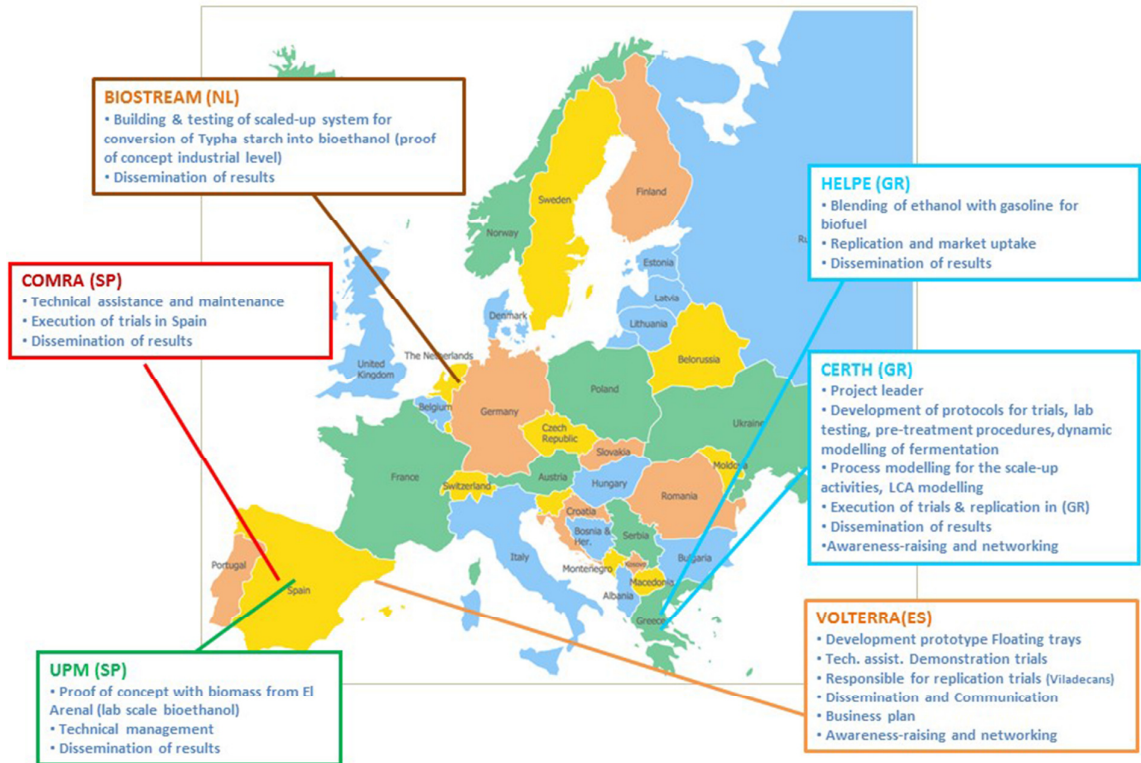 BIOSTREAM (NL)
• Building & testing of scaled-up system for
conversion of Typha starch into bioethanol (proof
of concept industrial level)
• Dissemination of results
COMRA (SP)
• Technical assistance and maintenance
• Execution of trials in Spain
• Dissemination of results
UPM (SP)
• Proof of concept with biomass from El
Arenal (lab scale bioethanol)
• Technical management
• Dissemination of results
HELPE (GR)
• Blending of ethanol with gasoline for
biofuel
• Replication and market uptake
• Dissemination of results
CERTH (GR)
• Project leader
• Development of protocols for trials, lab
testing, pre-treatment procedures, dynamic
modelling of fermentation
• Process modelling for the scale-up
activities, LCA modelling
• Execution of trials & replication in (GR)
• Dissemination of results
•Awareness-raising and networking
VOLTERRA(ES)
• Development prototype Floating trays
• Tech. assist. Demonstration trials
• Responsible for replication trials (Viladecans)
• Dissemination and Communication
• Business plan
• Awareness-raising and networking
Sweden
Finland
Norway
Ru
Estonia
Latvia
Lithuania
Denmark
Belorussia
United
Kingdom
The Netherlands
Belgium
Germany
Poland
Ukraine
Czech
Republic
Slovakia
Moldova
France
Switzerland
Austria
Hungary
Romania
Croatia
Bosnia &
Her.
Serbia
Italy
Montenegro
Kosovo
Bulgaria
Macedonia
Albania
Greece
Portugal
Spain